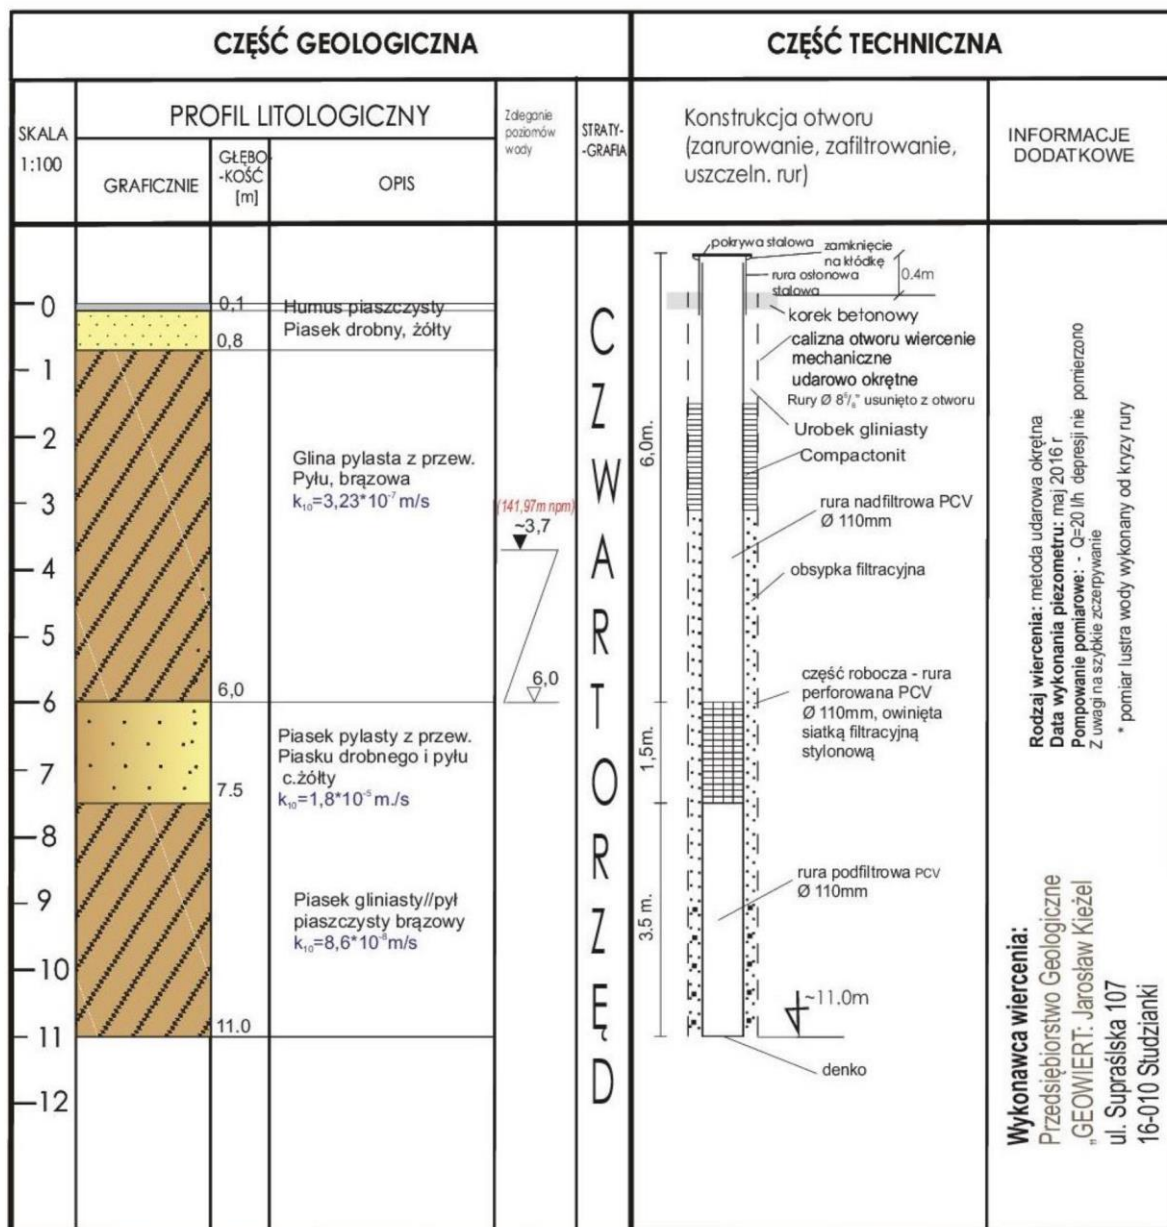 CZĘŚĆ GEOLOGICZNA
CZĘŚĆ TECHNICZNA
SKALA
1:100
PROFIL LITOLOGICZNY
GRAFICZNIE
GŁĘBO-
-KOŚĆ
[m]
OPIS
Zaleganie
poziomów
wody
STRATY-
-GRAFIA
Konstrukcja otworu
(zarurowanie, zafiltrowanie,
uszczeln. rur)
INFORMACJE
DODATKOWE
0
1
2
3
4
5
6
7
8
9
10
11
12
0,1
0,8
6,0
7.5
11.0
Humus piaszczysty
Piasek drobny, żółty
Glina pylasta z przew.
Pyłu, brązowa
k₁₀=3,23*10⁻⁷ m/s
Piasek pylasty z przew.
Piasku drobnego i pyłu
c.żółty
k₁₀=1,8*10⁻⁵ m./s
Piasek gliniasty//pył
piaszczysty brązowy
k₁₀=8,6*10⁻⁶m/s
(141,97m npm)
~3,7
6,0
CZWARTORZĘD
6,0m.
1,5m.
3.5 m.
pokrywa stalowa
zamknięcie
na kłódkę
rura osłonowa
stalowa
0.4m
korek betonowy
calizna otworu wiercenie
mechaniczne
udarowo okrętne
Rury Ø 8⁵/₈" usunięto z otworu
Urobek gliniasty
Compactonit
rura nadfiltrowa PCV
Ø 110mm
obsypka filtracyjna
część robocza - rura
perforowana PCV
Ø 110mm, owinięta
siatką filtracyjną
stylonową
rura podfiltrowa PCV
Ø 110mm
~11.0m
denko
Rodzaj wiercenia: metoda udarowa okrętna
Data wykonania piezometru: maj 2016 r
Pompowanie pomiarowe: - Q=20 l/h depresji nie pomierzono
Z uwagi na szybkie zczerpywanie
* pomiar lustra wody wykonany od kryzy rury
Wykonawca wiercenia:
Przedsiębiorstwo Geologiczne
„GEOWIERT: Jarosław Kieżel
ul. Supraślska 107
16-010 Studzianki